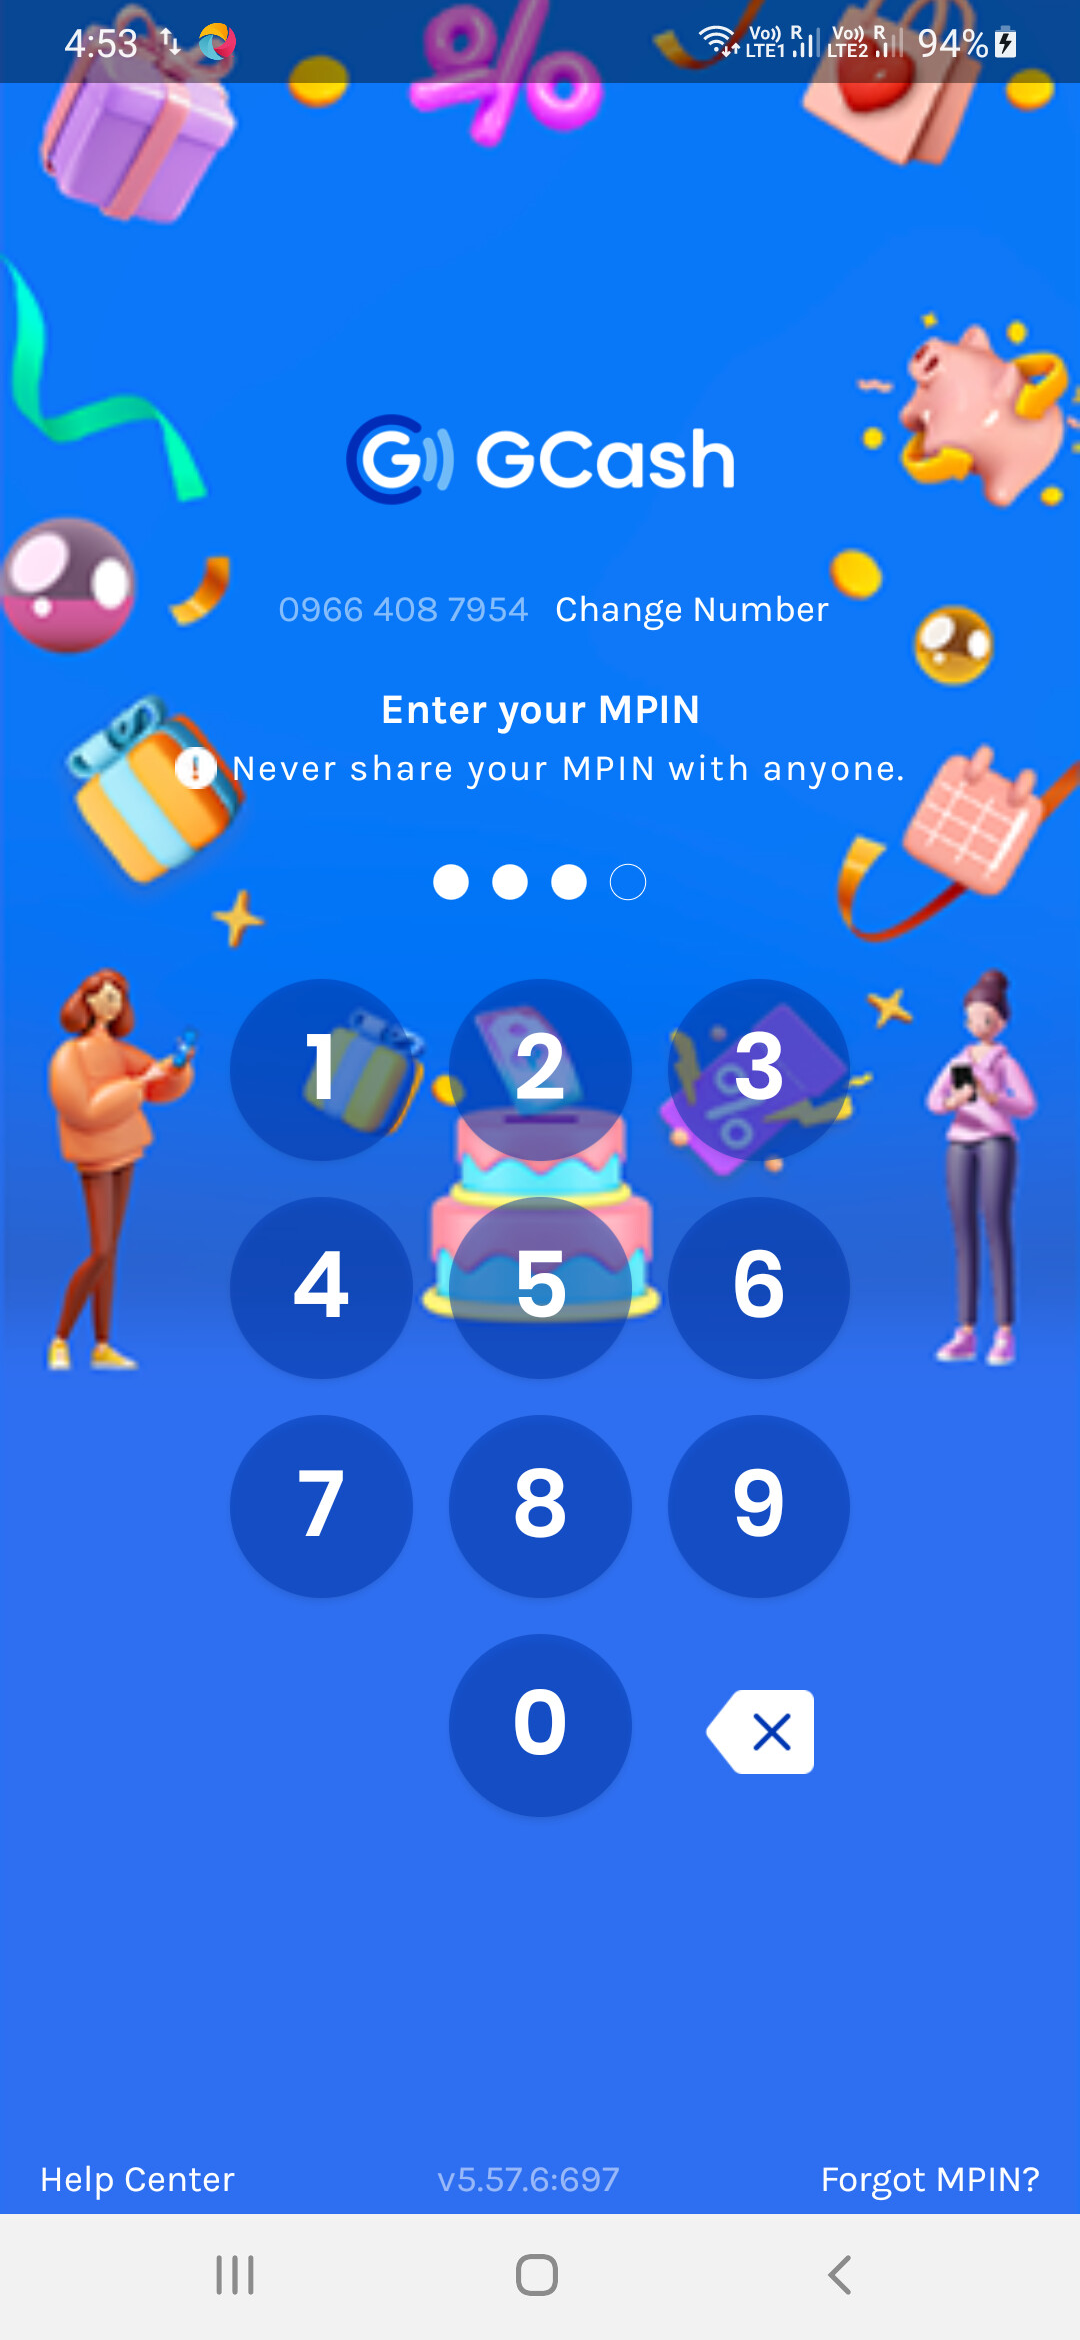 4:53 Vo)) R LTE1 Vo)) R LTE2 94%
GCash
0966 408 7954 Change Number
Enter your MPIN
! Never share your MPIN with anyone.
1 2 3
4 5 6
7 8 9
0
Help Center v5.57.6:697 Forgot MPIN?